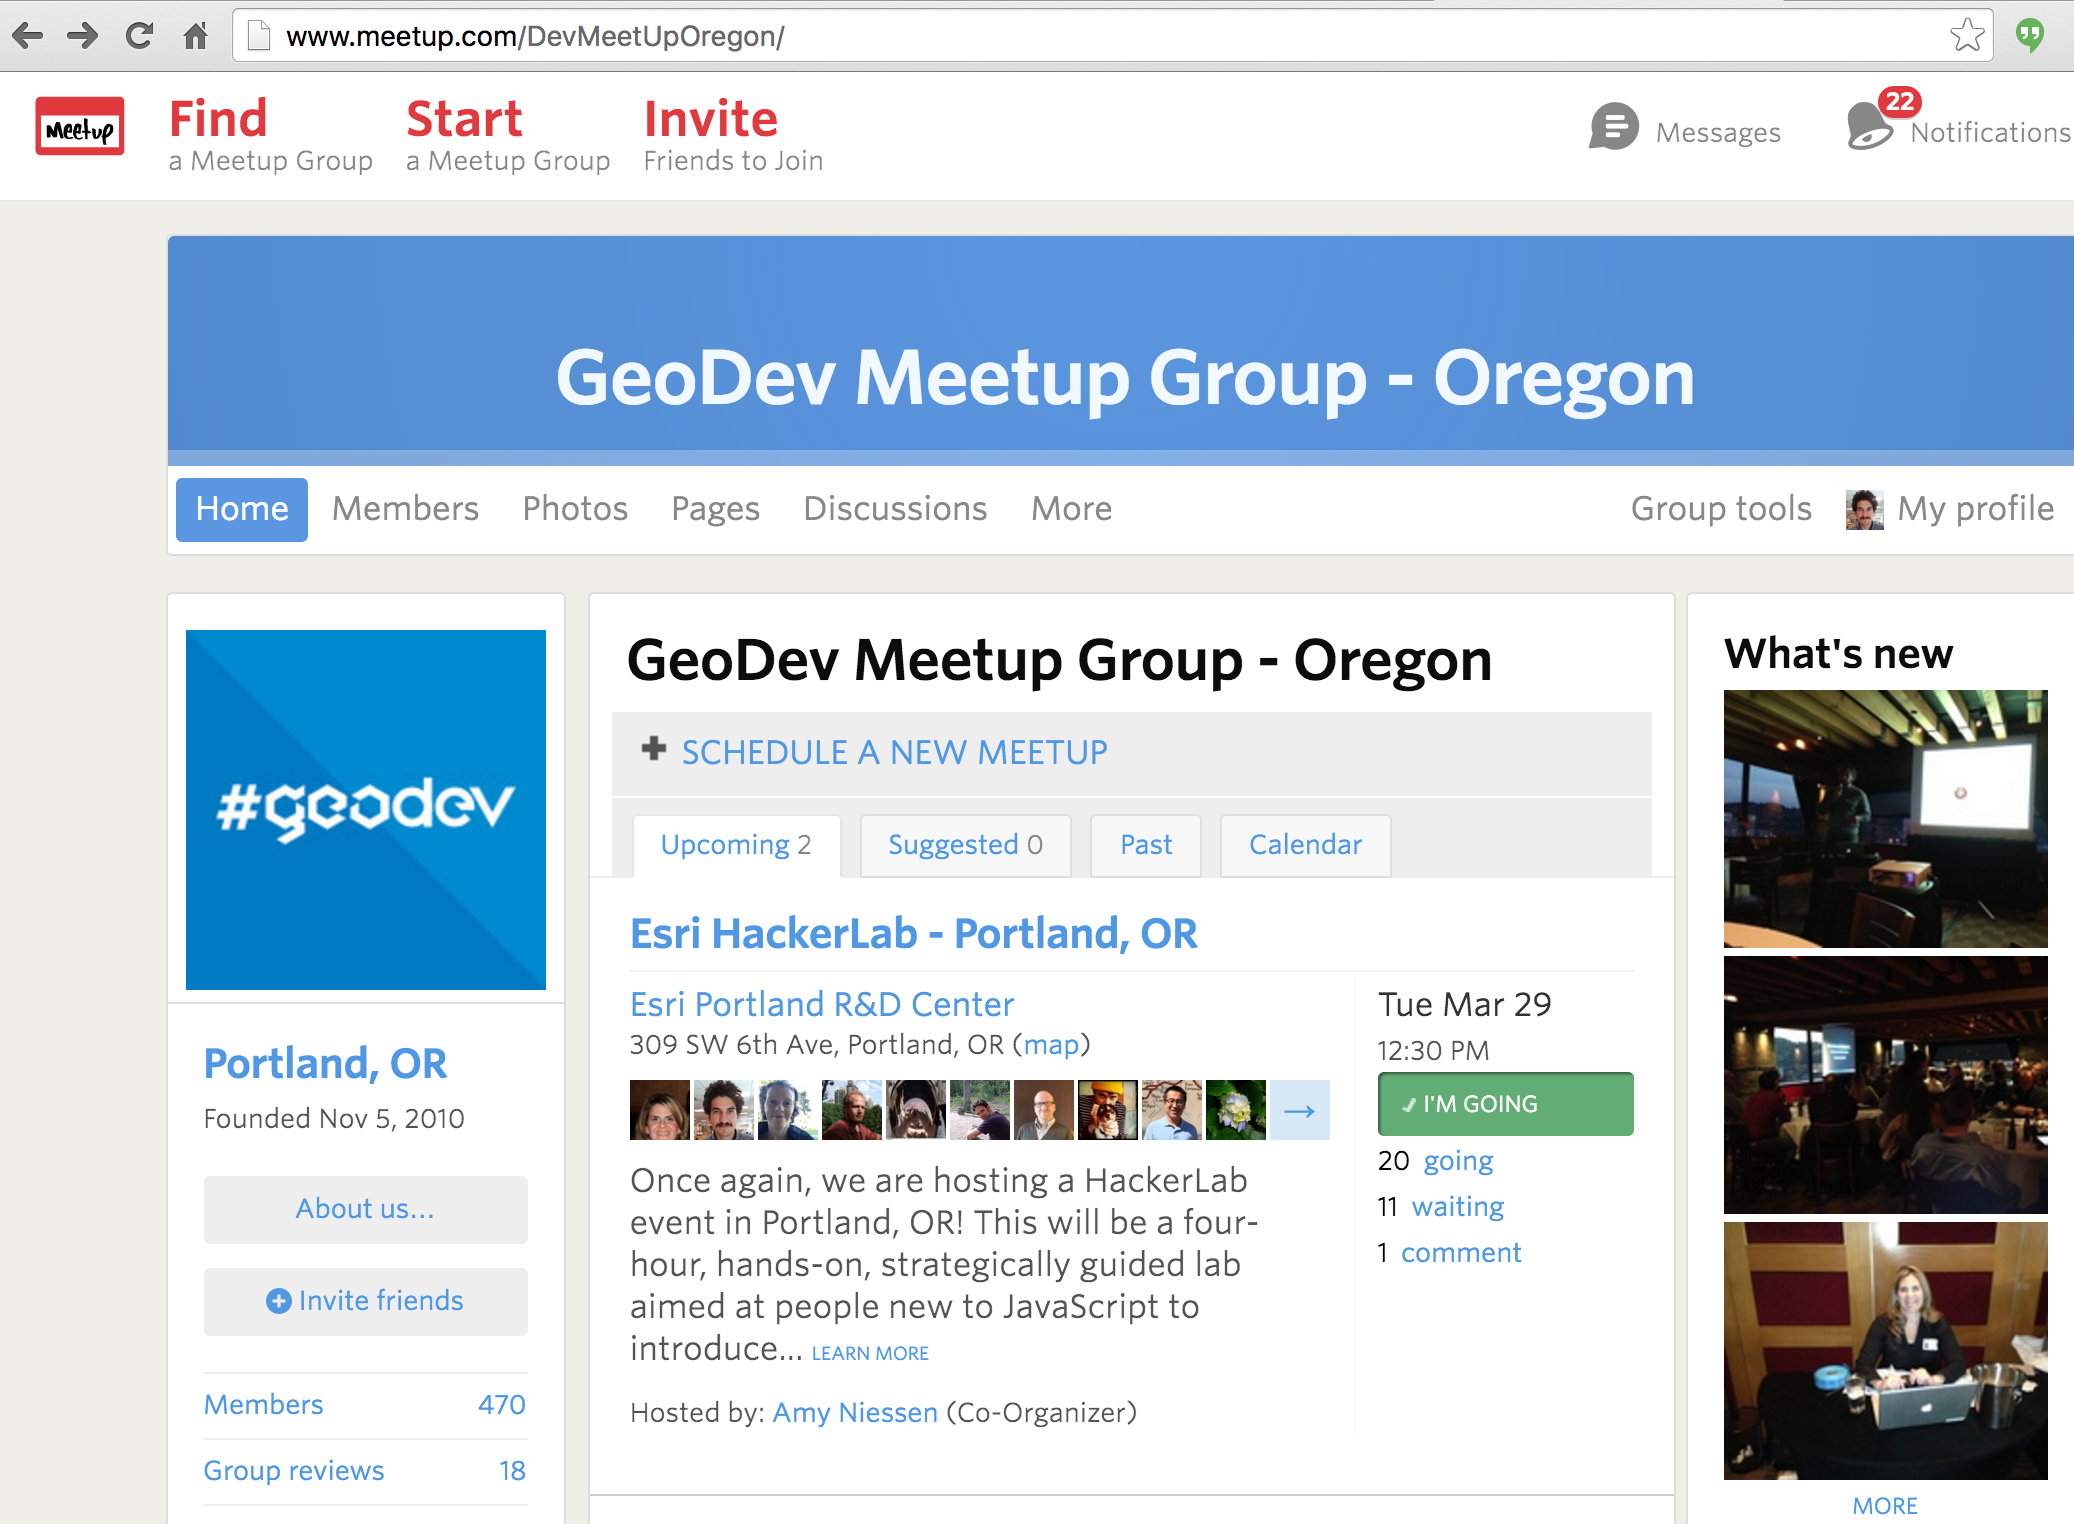 www.meetup.com/DevMeetUpOregon/
Meetup
Find
a Meetup Group
Start
a Meetup Group
Invite
Friends to Join
Messages
22
Notifications
GeoDev Meetup Group - Oregon
Home
Members
Photos
Pages
Discussions
More
Group tools
My profile
#geodev
Portland, OR
Founded Nov 5, 2010
About us...
Invite friends
Members 470
Group reviews 18
GeoDev Meetup Group - Oregon
SCHEDULE A NEW MEETUP
Upcoming 2
Suggested 0
Past
Calendar
Esri HackerLab - Portland, OR
Esri Portland R&D Center
309 SW 6th Ave, Portland, OR (map)
Once again, we are hosting a HackerLab
event in Portland, OR! This will be a four-
hour, hands-on, strategically guided lab
aimed at people new to JavaScript to
introduce... LEARN MORE
Hosted by: Amy Niessen (Co-Organizer)
Tue Mar 29
12:30 PM
I'M GOING
20 going
11 waiting
1 comment
What's new
MORE